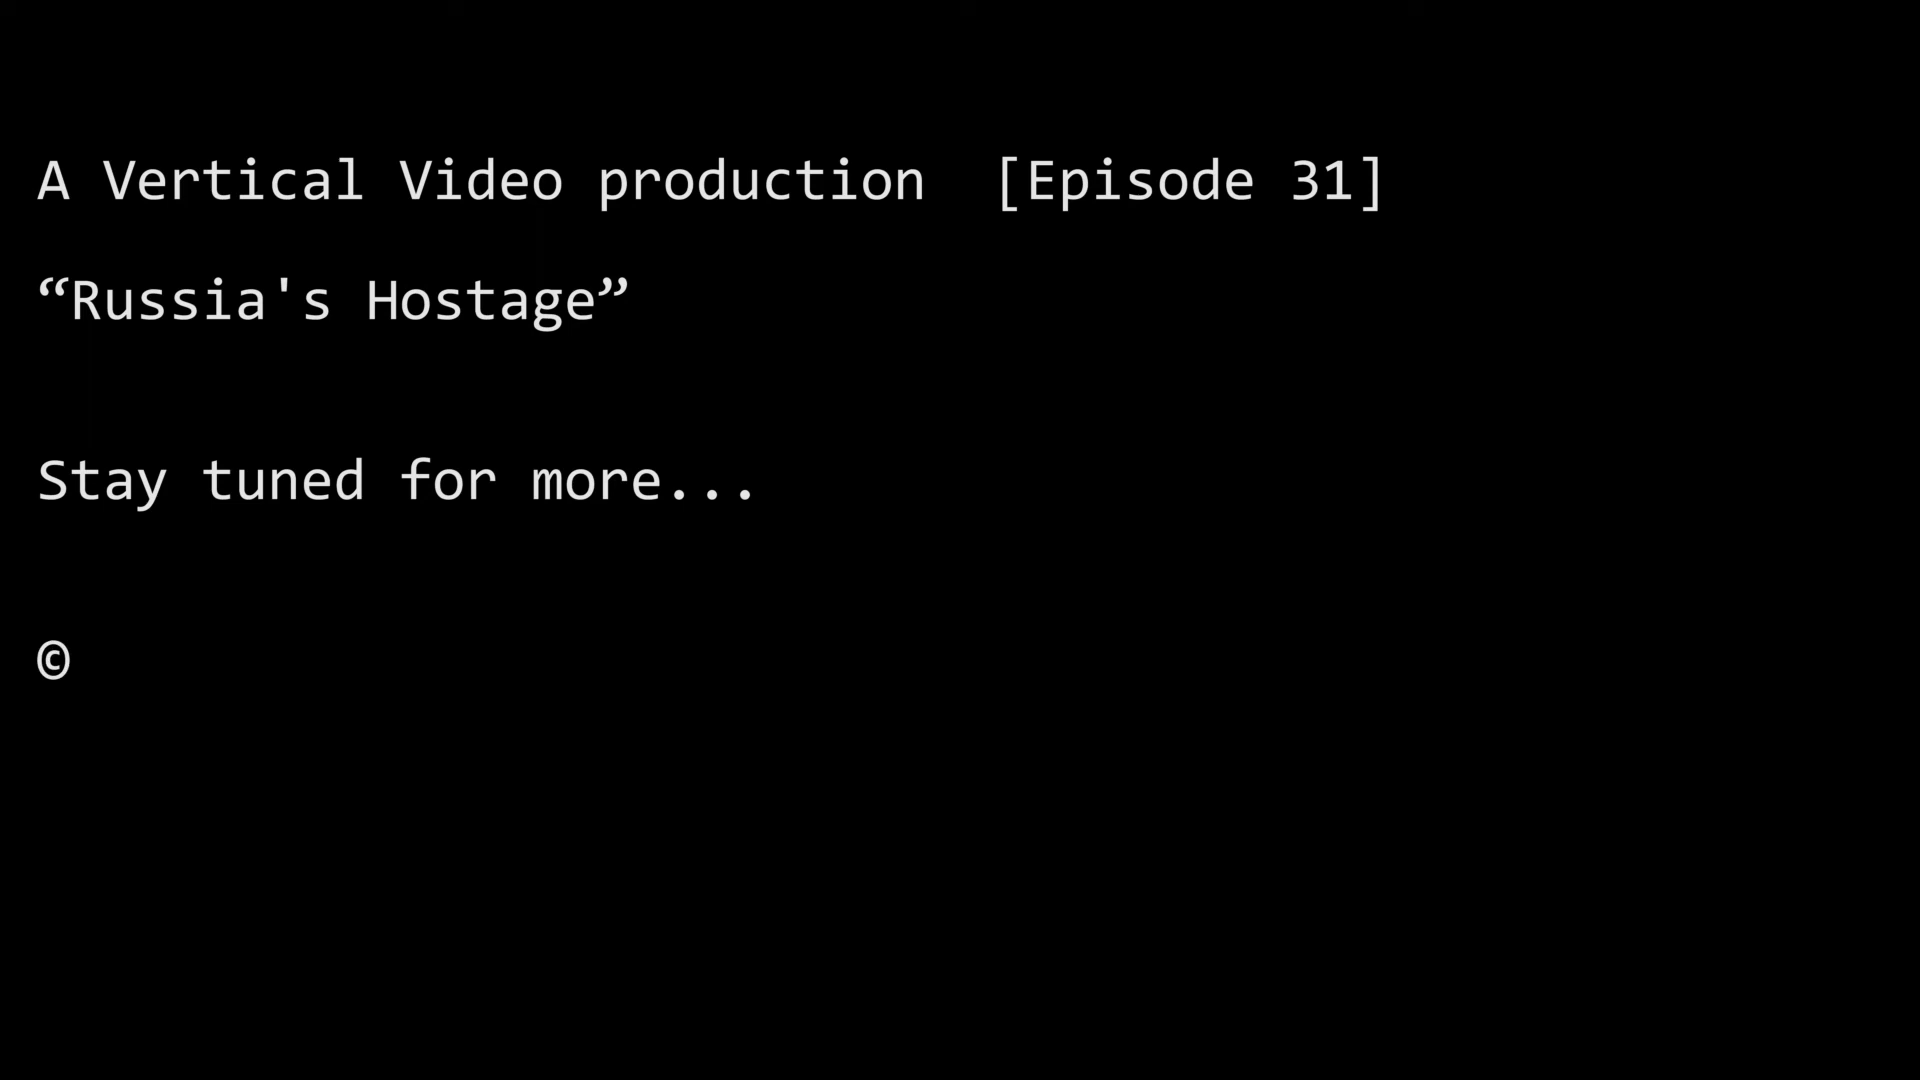 A Vertical Video production  [Episode 31]
“Russia's Hostage”
Stay tuned for more...
©